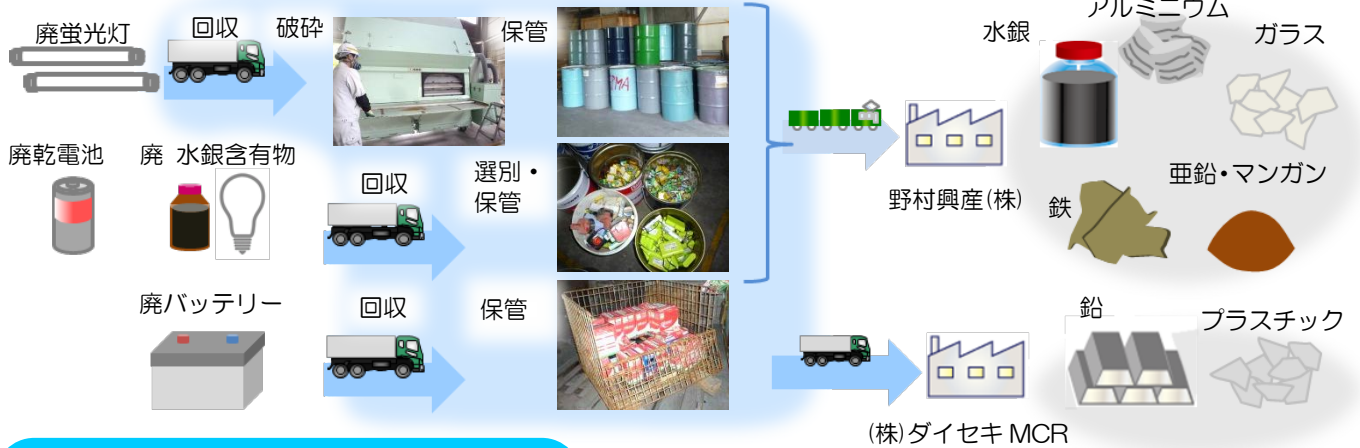 廃蛍光灯
回収
破砕
保管
水銀
アルミニウム
ガラス
廃乾電池
廃 水銀含有物
回収
選別・
保管
野村興産(株)
鉄
亜鉛・マンガン
廃バッテリー
回収
保管
(株)ダイセキ MCR
鉛
プラスチック